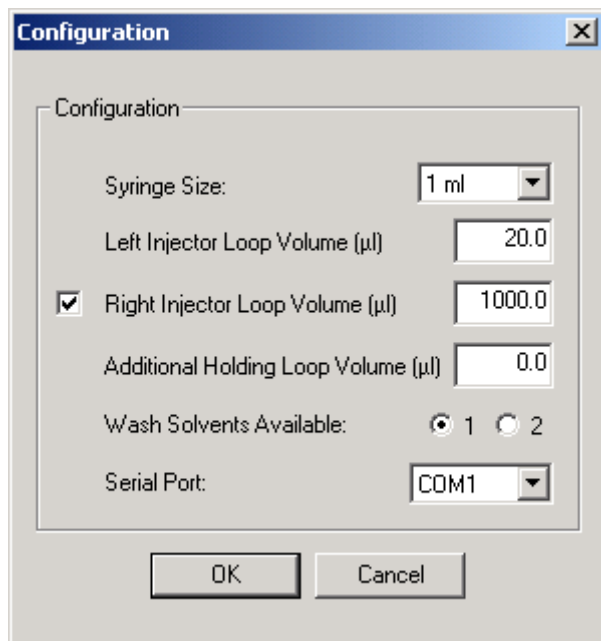 Configuration
Configuration
Syringe Size: 1 ml
Left Injector Loop Volume (µl) 20.0
Right Injector Loop Volume (µl) 1000.0
Additional Holding Loop Volume (µl) 0.0
Wash Solvents Available: 1 2
Serial Port: COM1
OK Cancel